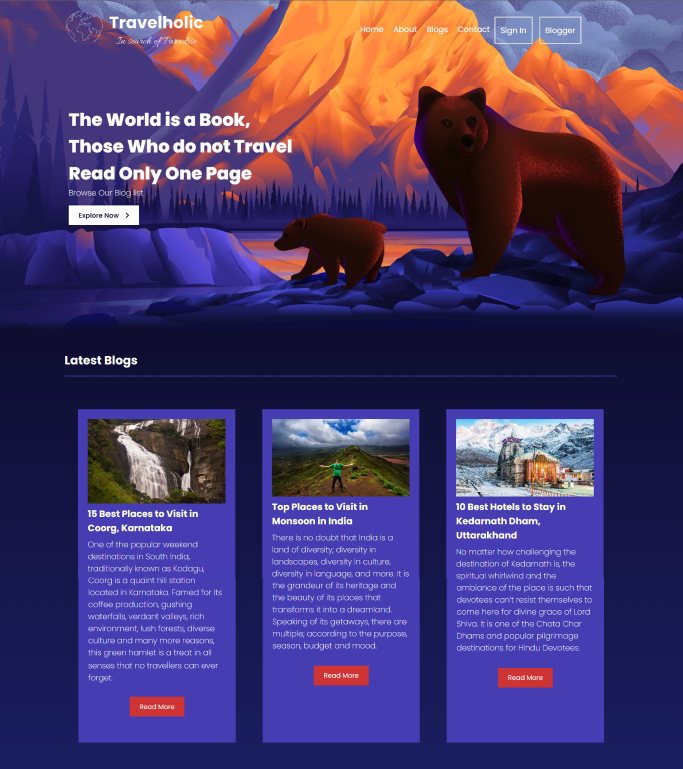 Travelholic
In search of Paradise
Home About Blogs Contact Sign In Blogger
The World is a Book,
Those Who do not Travel
Read Only One Page
Browse Our Blog list
Explore Now
Latest Blogs
15 Best Places to Visit in
Coorg, Karnataka
One of the popular weekend
destinations in South India,
traditionally known as Kodagu,
Coorg is a quaint hill station
located in Karnataka. Famed for its
coffee production, gushing
waterfalls, verdant valleys, rich
environment, lush forests, diverse
culture and many more reasons,
this green hamlet is a treat in all
senses that no travellers can ever
forget.
Read More
Top Places to Visit in
Monsoon in India
There is no doubt that India is a
land of diversity; diversity in
landscapes, diversity in culture,
diversity in language, and more. It is
the grandeur of its heritage and
the beauty of its places that
transforms it into a dreamland.
Speaking of its getaways, there are
multiple; according to the purpose,
season, budget and mood.
Read More
10 Best Hotels to Stay in
Kedarnath Dham,
Uttarakhand
No matter how challenging the
destination of Kedarnath is, the
spiritual whirlwind and the
ambiance of the place is such that
devotees can't resist themselves to
come here for divine grace of Lord
Shiva. It is one of the Chota Char
Dhams and popular pilgrimage
destinations for Hindu Devotees.
Read More